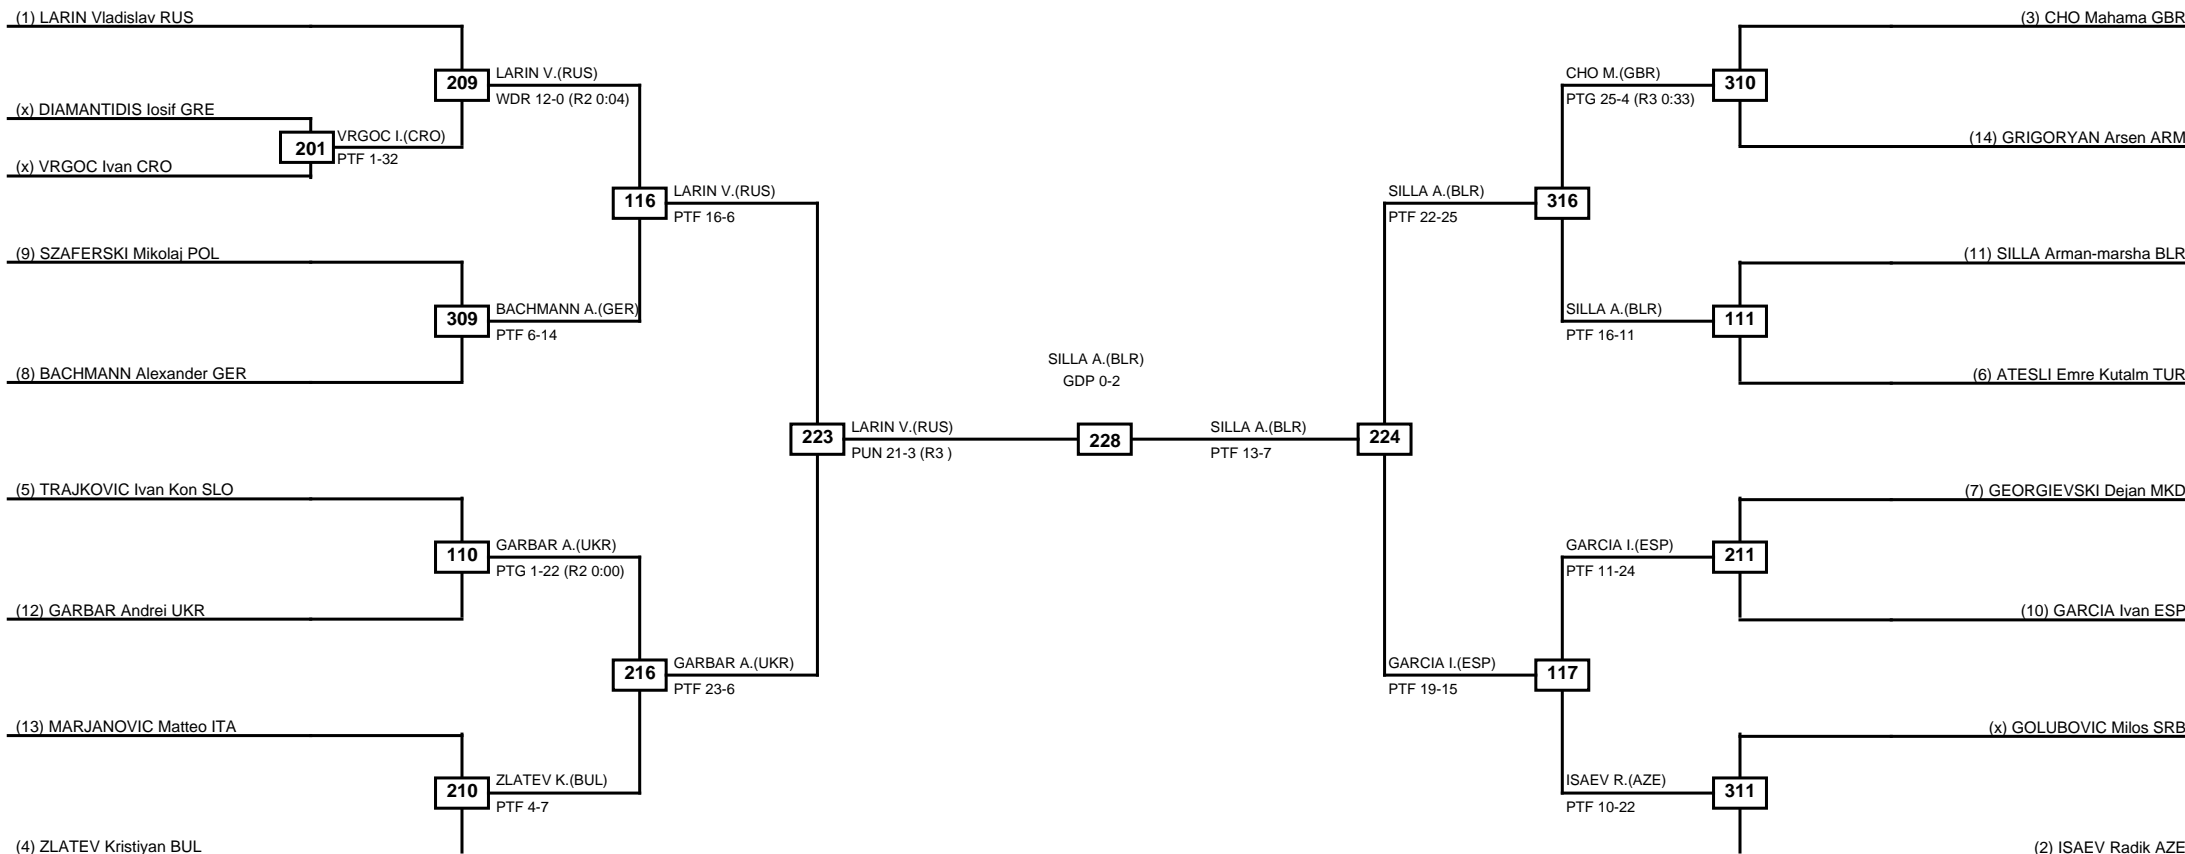 (1) LARIN Vladislav RUS
(3) CHO Mahama GBR
209
LARIN V.(RUS)
WDR 12-0 (R2 0:04)
CHO M.(GBR)
PTG 25-4 (R3 0:33)
310
(x) DIAMANTIDIS Iosif GRE
201
VRGOC I.(CRO)
PTF 1-32
(14) GRIGORYAN Arsen ARM
(x) VRGOC Ivan CRO
116
LARIN V.(RUS)
PTF 16-6
SILLA A.(BLR)
PTF 22-25
316
(9) SZAFERSKI Mikolaj POL
(11) SILLA Arman-marsha BLR
309
BACHMANN A.(GER)
PTF 6-14
SILLA A.(BLR)
PTF 16-11
111
(8) BACHMANN Alexander GER
(6) ATESLI Emre Kutalm TUR
SILLA A.(BLR)
GDP 0-2
223
LARIN V.(RUS)
PUN 21-3 (R3 )
228
SILLA A.(BLR)
PTF 13-7
224
(5) TRAJKOVIC Ivan Kon SLO
(7) GEORGIEVSKI Dejan MKD
110
GARBAR A.(UKR)
PTG 1-22 (R2 0:00)
GARCIA I.(ESP)
PTF 11-24
211
(12) GARBAR Andrei UKR
(10) GARCIA Ivan ESP
216
GARBAR A.(UKR)
PTF 23-6
GARCIA I.(ESP)
PTF 19-15
117
(13) MARJANOVIC Matteo ITA
(x) GOLUBOVIC Milos SRB
210
ZLATEV K.(BUL)
PTF 4-7
ISAEV R.(AZE)
PTF 10-22
311
(4) ZLATEV Kristiyan BUL
(2) ISAEV Radik AZE